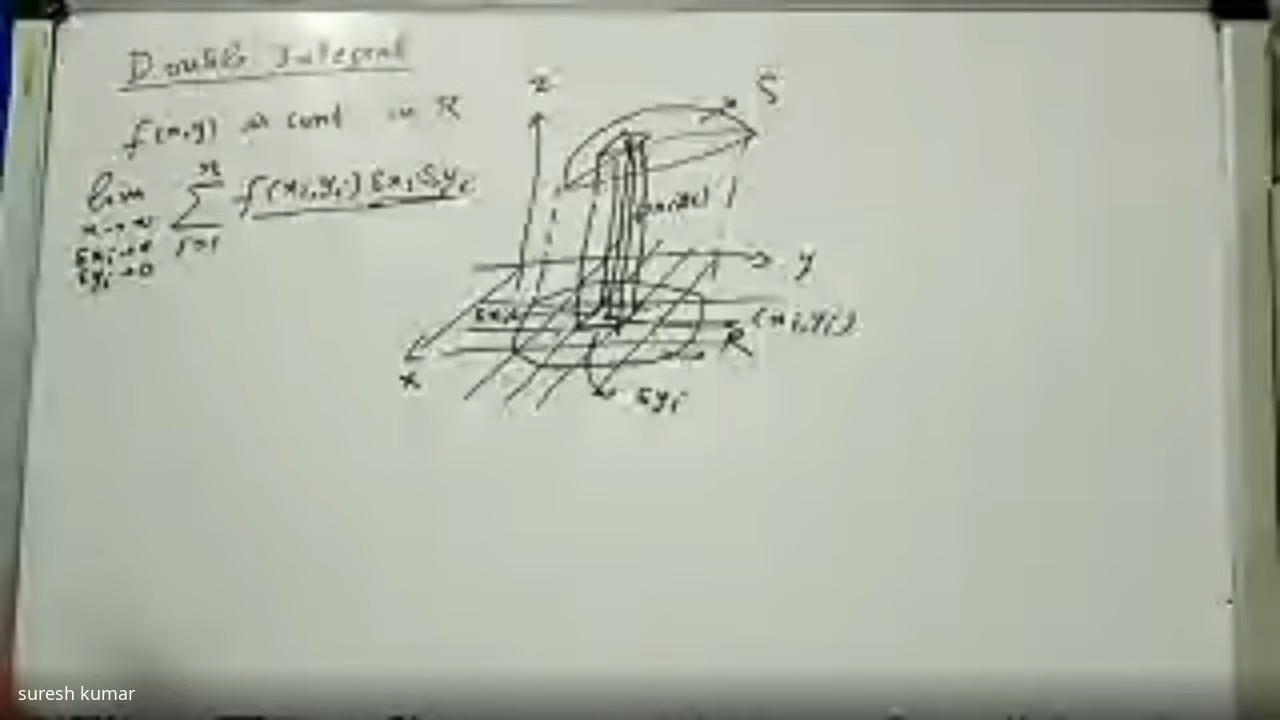 Double Integral
f(x,y) is cont in R
lim n→∞ δxi→0 δyi→0 n Σ i=1 f(xi,yi) δxi δyi
z
S
y
δxi
(xi,yi)
R
x
δyi
suresh kumar